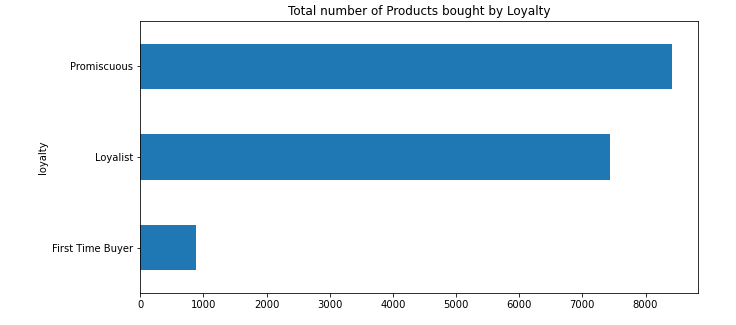 Total number of Products bought by Loyalty
Promiscuous
Loyalist
First Time Buyer
loyalty
0 1000 2000 3000 4000 5000 6000 7000 8000